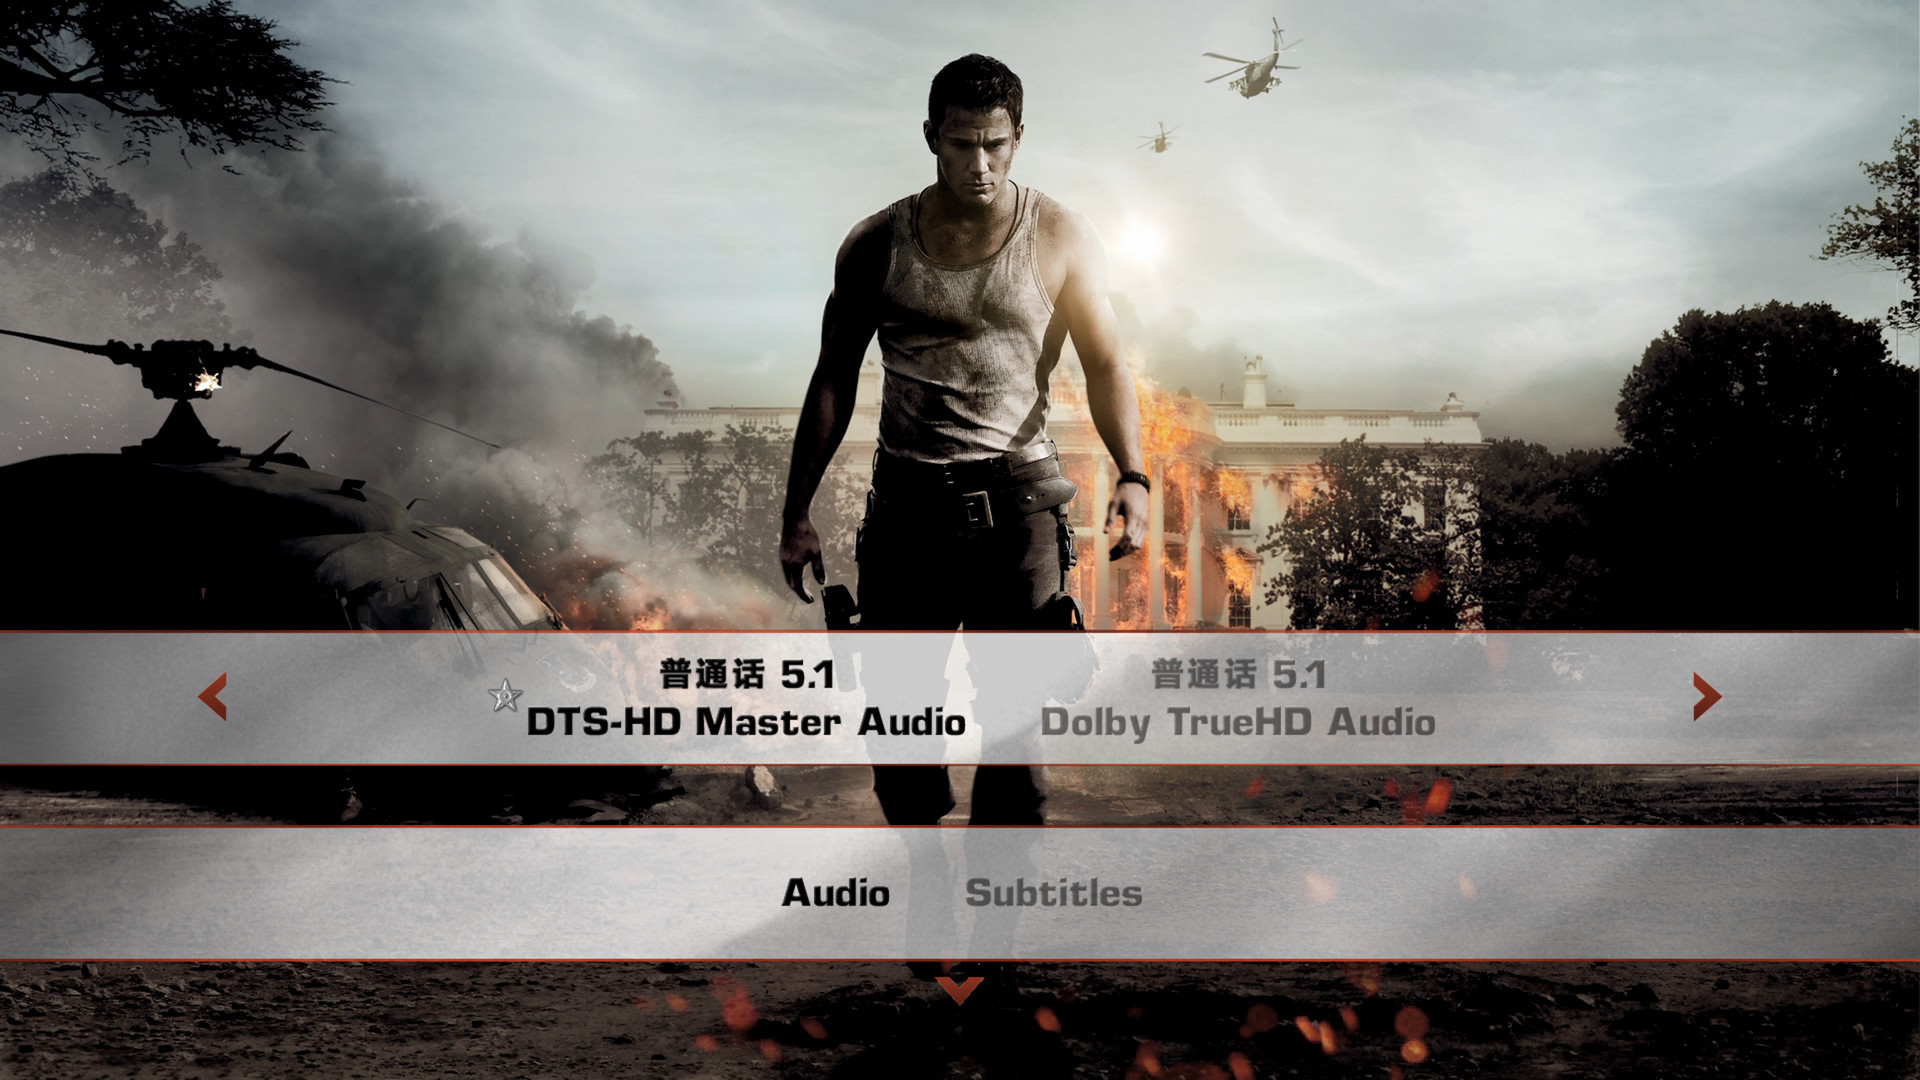 普通话 5.1
DTS-HD Master Audio
普通话 5.1
Dolby TrueHD Audio
Audio
Subtitles